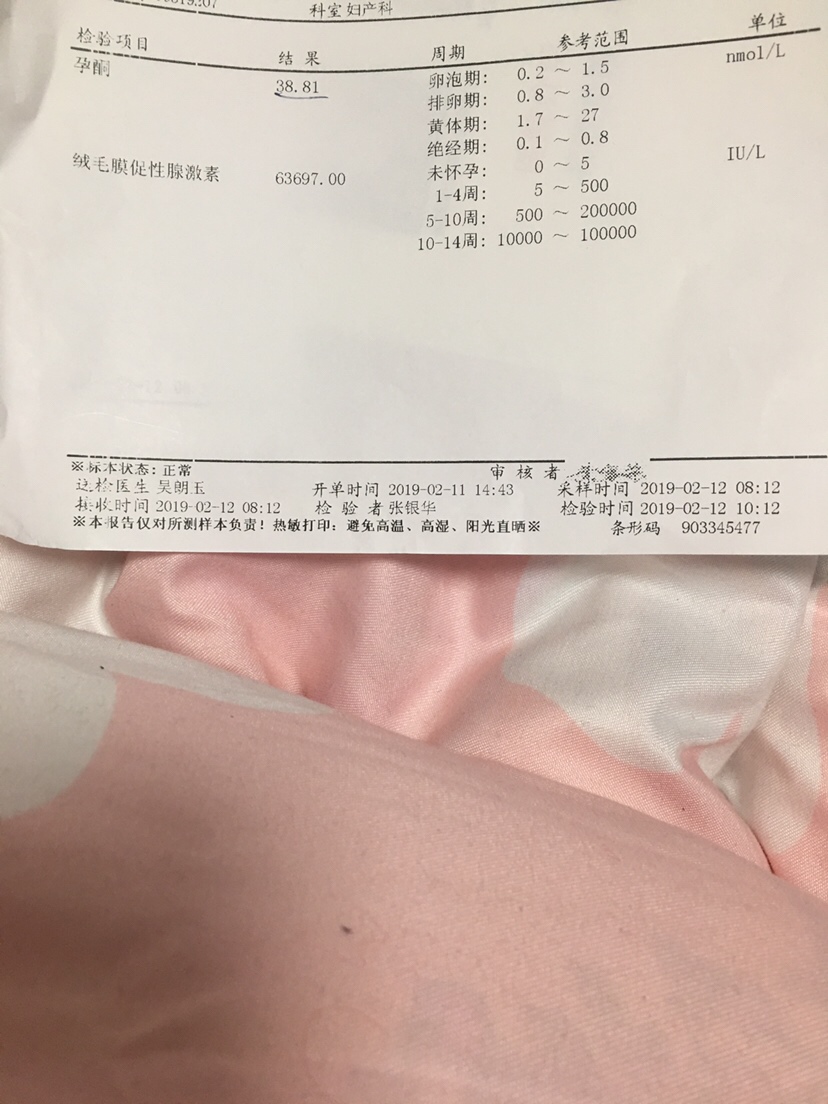 科室 妇产科
检验项目 结 果 周期 参考范围 单位
孕酮 38.81 卵泡期: 0.2 ~ 1.5 nmol/L
排卵期: 0.8 ~ 3.0
黄体期: 1.7 ~ 27
绝经期: 0.1 ~ 0.8
绒毛膜促性腺激素 63697.00 未怀孕: 0 ~ 5 IU/L
1-4周: 5 ~ 500
5-10周: 500 ~ 200000
10-14周: 10000 ~ 100000
※标本状态: 正常 审 核 者
送检医生 吴朗玉 开单时间 2019-02-11 14:43 采样时间 2019-02-12 08:12
接收时间 2019-02-12 08:12 检 验 者 张银华 检验时间 2019-02-12 10:12
※本报告仅对所测样本负责! 热敏打印: 避免高温、高湿、阳光直晒※ 条形码 903345477